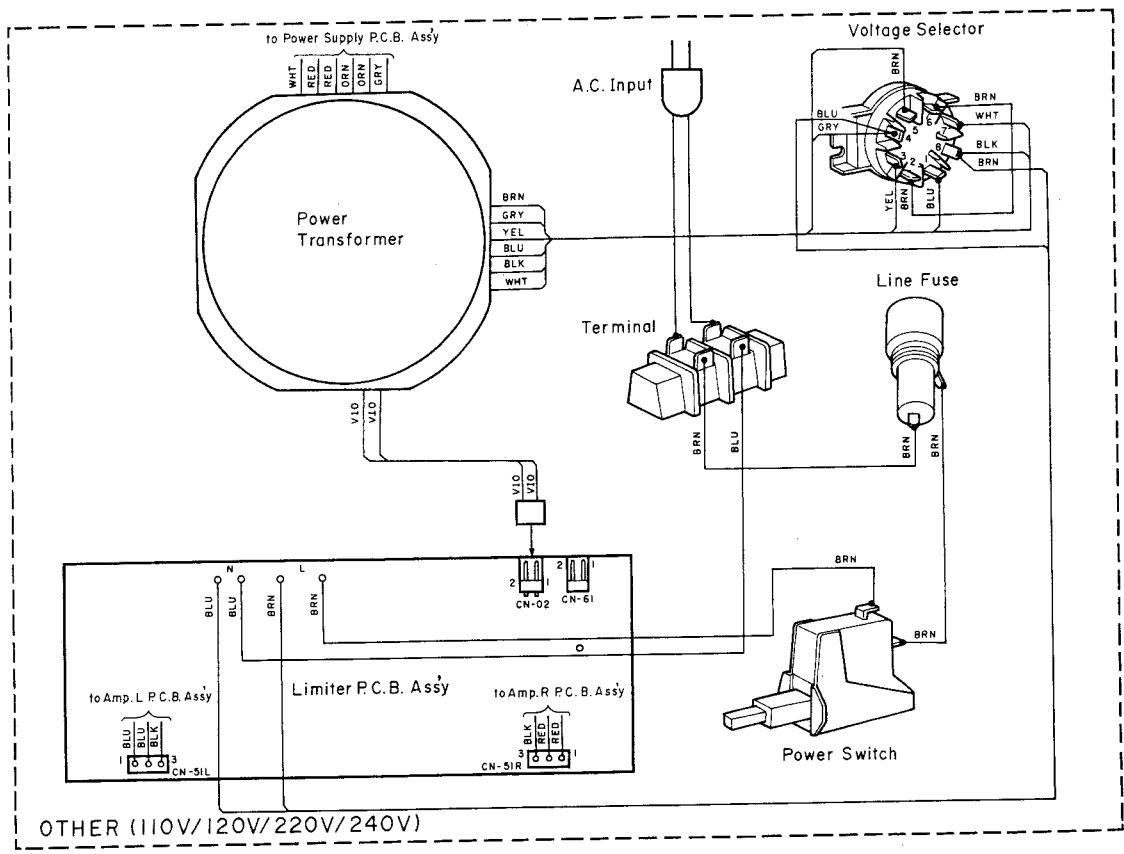 to Power Supply P.C.B. Ass'y
WHT
RED
RED
ORN
ORN
GRY
Power
Transformer
BRN
GRY
YEL
BLU
BLK
WHT
VIO
VIO
VIO
VIO
A.C. Input
Voltage Selector
BRN
BLU
GRY
BRN
WHT
BLK
BRN
YEL
BRN
BLU
1
2
3
4
5
6
7
8
Terminal
BRN
BLU
Line Fuse
BRN
BRN
BRN
BRN
Power Switch
N
L
BLU
BLU
BRN
BRN
2
1
CN-02
2
1
CN-61
Limiter P.C.B. Ass'y
to Amp. L P.C.B. Ass'y
BLU
BLU
BLK
1
3
CN-51L
to Amp. R P.C.B. Ass'y
BLK
RED
RED
3
1
CN-51R
OTHER (110V/120V/220V/240V)